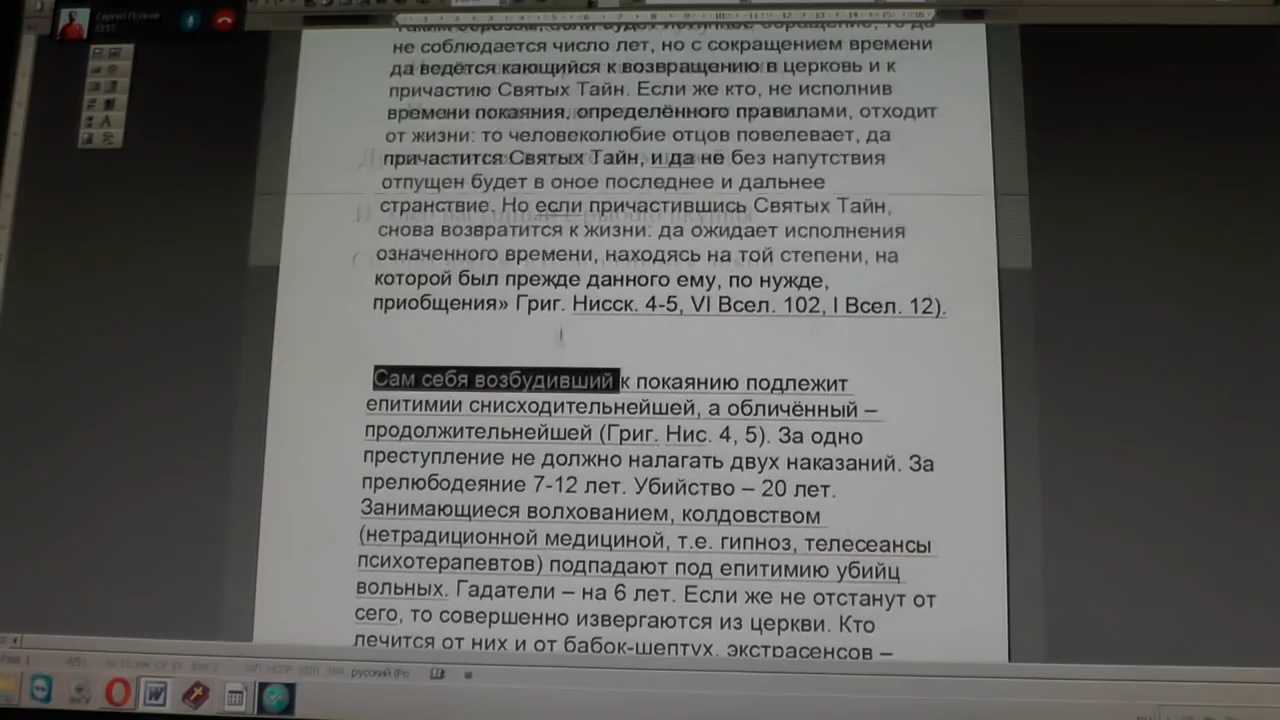 не соблюдается число лет, но с сокращением времени
да ведётся кающийся к возвращению в церковь и к
причастию Святых Тайн. Если же кто, не исполнив
времени покаяния, определённого правилами, отходит
от жизни: то человеколюбие отцов повелевает, да
причастится Святых Тайн, и да не без напутствия
отпущен будет в оное последнее и дальнее
странствие. Но если причастившись Святых Тайн,
снова возвратится к жизни: да ожидает исполнения
означенного времени, находясь на той степени, на
которой был прежде данного ему, по нужде,
приобщения» Григ. Нисск. 4-5, VI Всел. 102, I Всел. 12).
Сам себя возбудивший к покаянию подлежит
епитимии снисходительнейшей, а обличённый –
продолжительнейшей (Григ. Нис. 4, 5). За одно
преступление не должно налагать двух наказаний. За
прелюбодеяние 7-12 лет. Убийство – 20 лет.
Занимающиеся волхованием, колдовством
(нетрадиционной медициной, т.е. гипноз, телесеансы
психотерапевтов) подпадают под епитимию убийц
вольных. Гадатели – на 6 лет. Если же не отстанут от
сего, то совершенно извергаются из церкви. Кто
лечится от них и от бабок-шептух, экстрасенсов –
русский (Ро